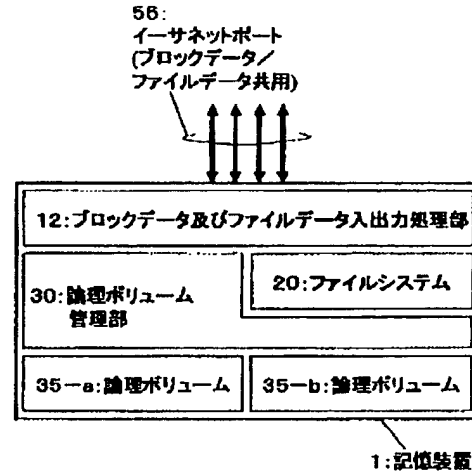 56:
イーサネットポート
(ブロックデータ／
ファイルデータ共用)
12:ブロックデータ及びファイルデータ入出力処理部
30:論理ボリューム
管理部
20:ファイルシステム
35-a:論理ボリューム
35-b:論理ボリューム
1:記憶装置